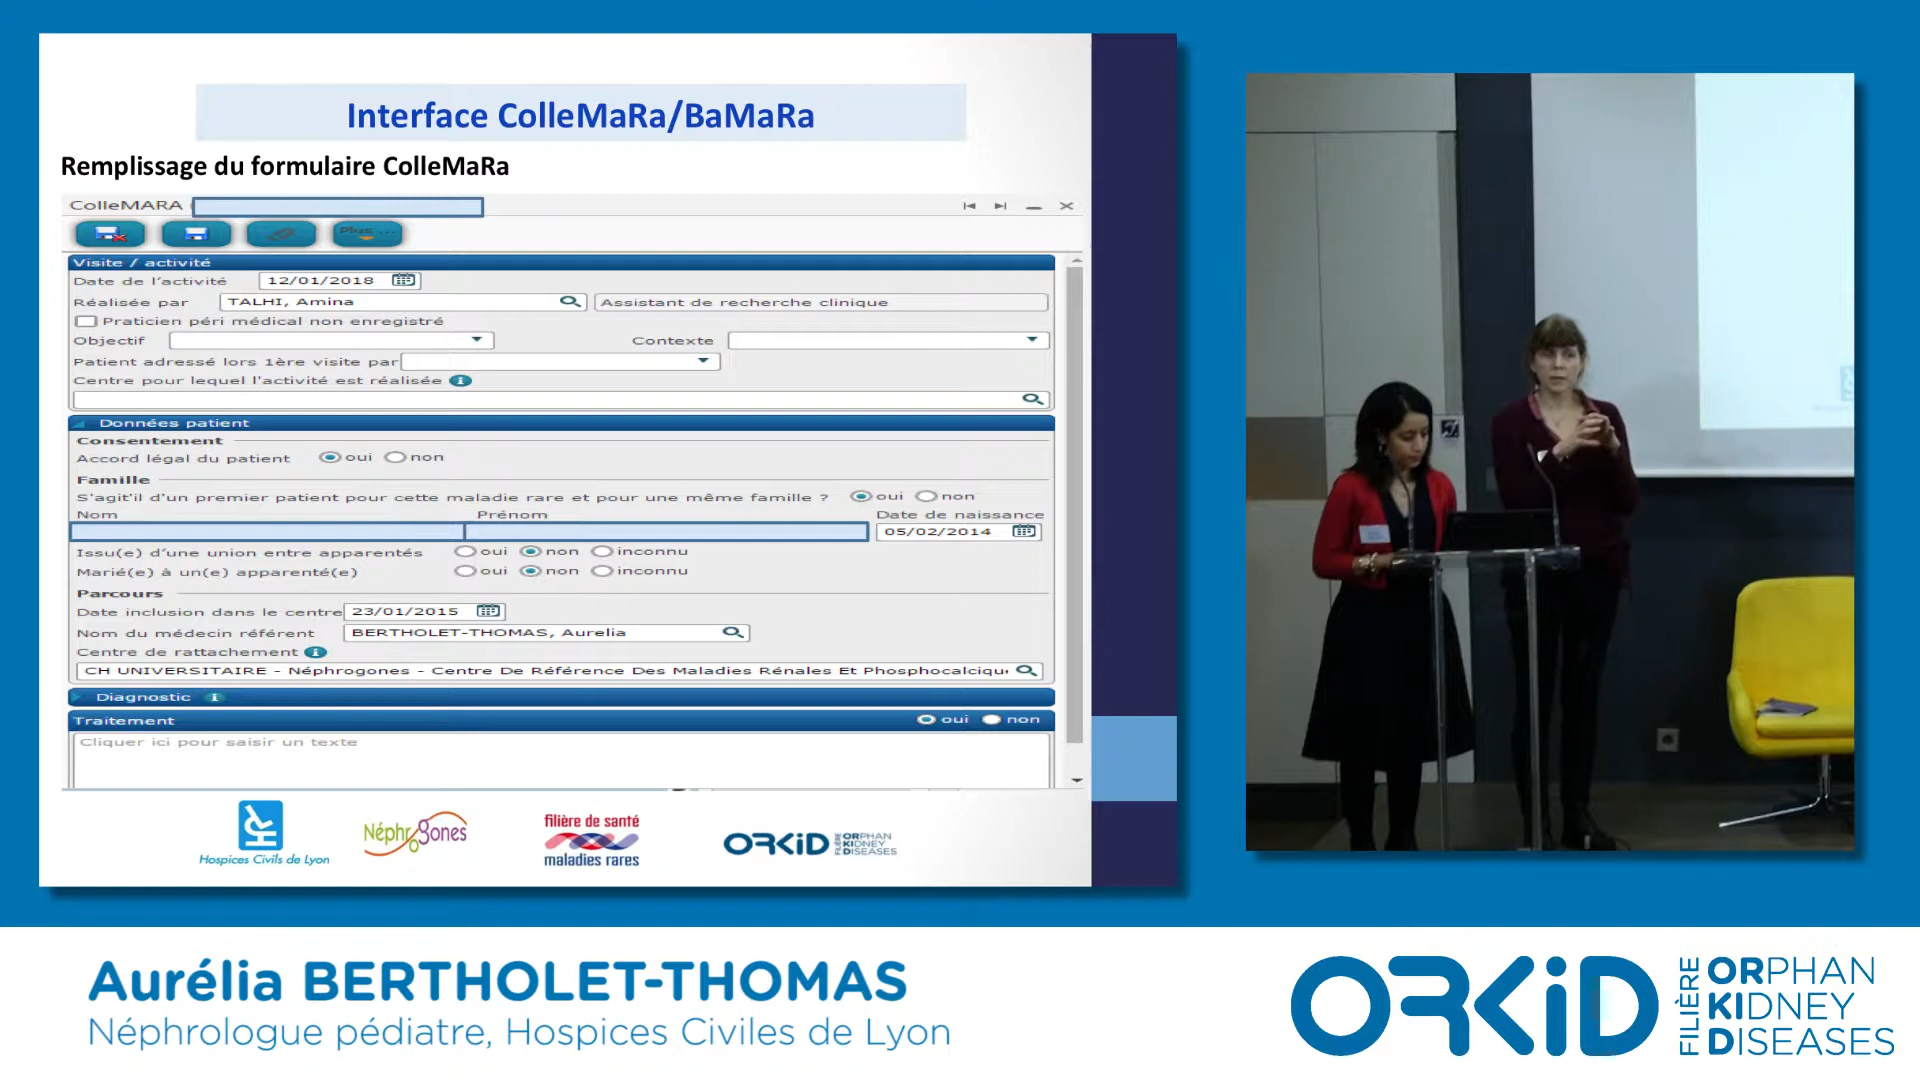 Interface ColleMaRa/BaMaRa
Remplissage du formulaire ColleMaRa
ColleMARA
Plus ...
Visite / activité
Date de l'activité 12/01/2018
Réalisée par TALHI, Amina Assistant de recherche clinique
Praticien péri médical non enregistré
Objectif Contexte
Patient adressé lors 1ère visite par
Centre pour lequel l'activité est réalisée
Données patient
Consentement
Accord légal du patient oui non
Famille
S'agit'il d'un premier patient pour cette maladie rare et pour une même famille ? oui non
Nom Prénom Date de naissance
05/02/2014
Issu(e) d'une union entre apparentés oui non inconnu
Marié(e) à un(e) apparenté(e) oui non inconnu
Parcours
Date inclusion dans le centre 23/01/2015
Nom du médecin référent BERTHOLET-THOMAS, Aurelia
Centre de rattachement
CH UNIVERSITAIRE - Néphrogones - Centre De Référence Des Maladies Rénales Et Phosphocalciqu
Diagnostic
Traitement oui non
Cliquer ici pour saisir un texte
Hospices Civils de Lyon
Néphrogones
filière de santé
maladies rares
ORKiD FILIÈRE ORPHAN
KIDNEY
DISEASES
Aurélia BERTHOLET-THOMAS
Néphrologue pédiatre, Hospices Civiles de Lyon
ORKiD
FILIÈRE
ORPHAN
KIDNEY
DISEASES